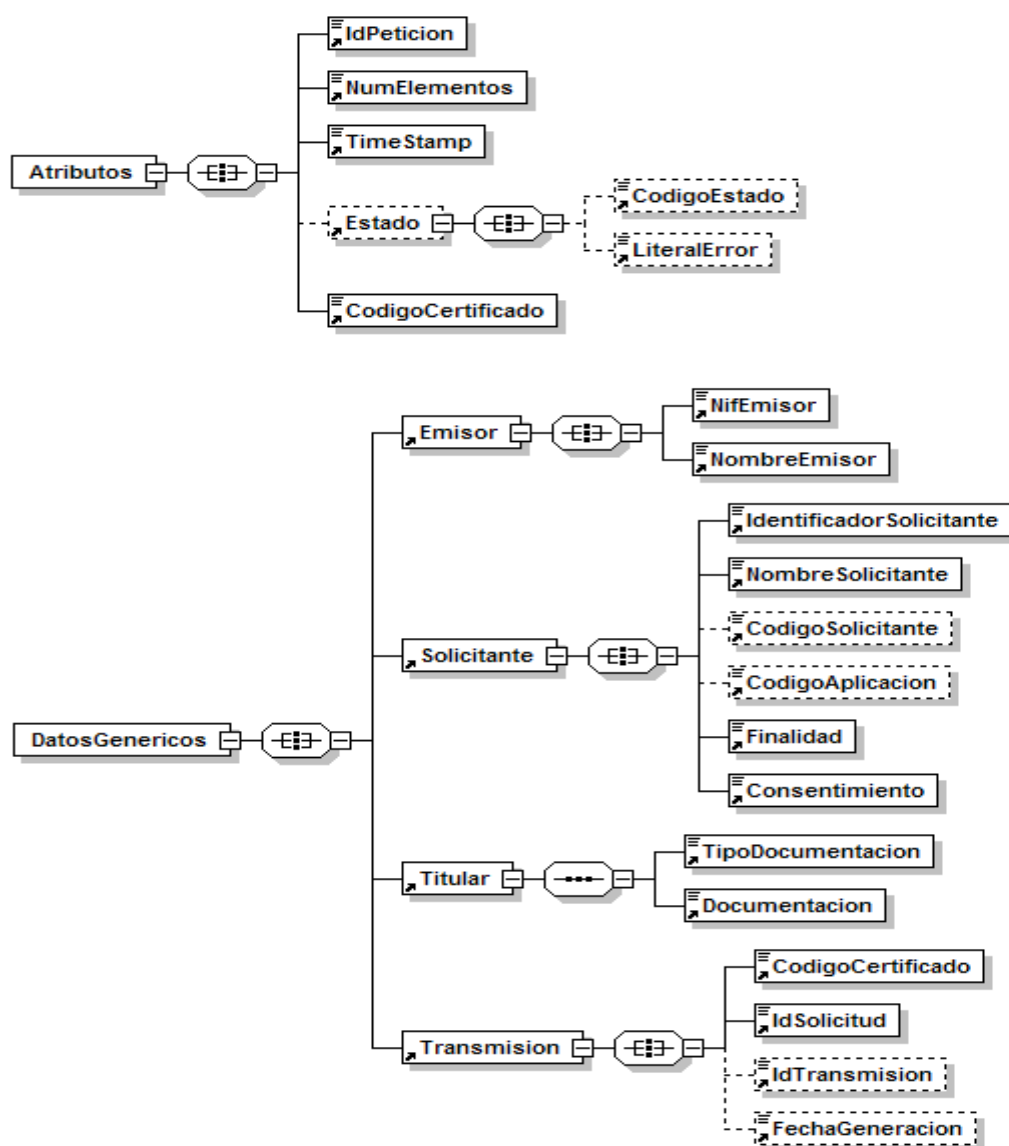 IdPeticion
NumElementos
TimeStamp
Atributos
Estado
CodigoEstado
LiteralError
CodigoCertificado
Emisor
NifEmisor
NombreEmisor
IdentificadorSolicitante
NombreSolicitante
CodigoSolicitante
Solicitante
CodigoAplicacion
Finalidad
Consentimiento
DatosGenericos
Titular
TipoDocumentacion
Documentacion
CodigoCertificado
IdSolicitud
Transmision
IdTransmision
FechaGeneracion